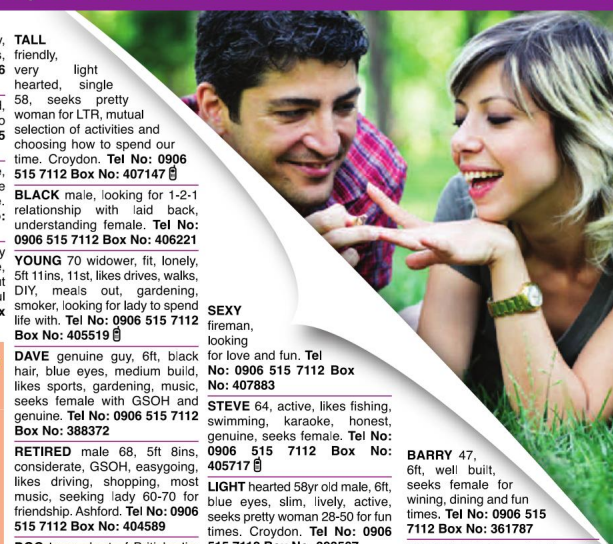 TALL
friendly,
very light
hearted, single
58, seeks pretty
woman for LTR, mutual
selection of activities and
choosing how to spend our
time. Croydon. Tel No: 0906
515 7112 Box No: 407147
BLACK male, looking for 1-2-1
relationship with laid back,
understanding female. Tel No:
0906 515 7112 Box No: 406221
YOUNG 70 widower, fit, lonely,
5ft 11ins, 11st, likes drives, walks,
DIY, meals out, gardening,
smoker, looking for lady to spend
life with. Tel No: 0906 515 7112
Box No: 405519
DAVE genuine guy, 6ft, black
hair, blue eyes, medium build,
likes sports, gardening, music,
seeks female with GSOH and
genuine. Tel No: 0906 515 7112
Box No: 388372
RETIRED male 68, 5ft 8ins,
considerate, GSOH, easygoing,
likes driving, shopping, most
music, seeking lady 60-70 for
friendship. Ashford. Tel No: 0906
515 7112 Box No: 404589
SEXY
fireman,
looking
for love and fun. Tel
No: 0906 515 7112 Box
No: 407883
STEVE 64, active, likes fishing,
swimming, karaoke, honest,
genuine, seeks female. Tel No:
0906 515 7112 Box No:
405717
LIGHT hearted 58yr old male, 6ft,
blue eyes, slim, lively, active,
seeks pretty woman 28-50 for fun
times. Croydon. Tel No: 0906
BARRY 47,
6ft, well built,
seeks female for
wining, dining and fun
times. Tel No: 0906 515
7112 Box No: 361787